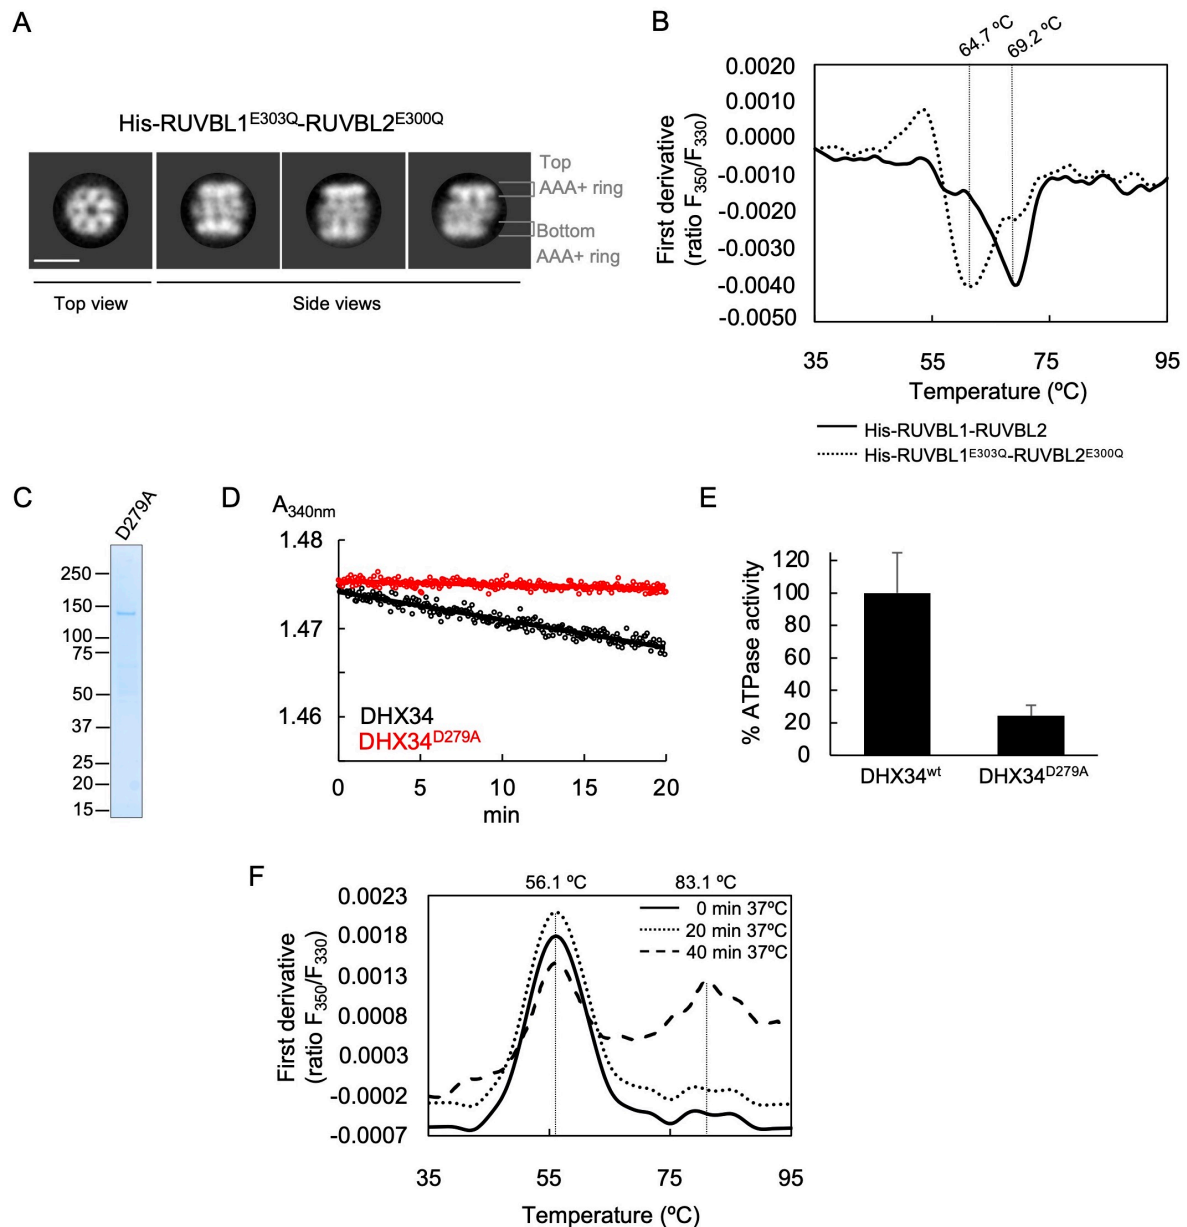 A
His-RUVBL1E303Q-RUVBL2E300Q
Top
AAA+ ring
Bottom
AAA+ ring
Top view
Side views
B
64.7 ºC
69.2 ºC
First derivative
(ratio F350/F330)
0.0020
0.0010
0.0000
-0.0010
-0.0020
-0.0030
-0.0040
-0.0050
35 55 75 95
Temperature (ºC)
His-RUVBL1-RUVBL2
His-RUVBL1E303Q-RUVBL2E300Q
C
D279A
250
150
100
75
50
37
25
20
15
D
A340nm
1.48
1.47
1.46
DHX34
DHX34D279A
0 5 10 15 20
min
E
% ATPase activity
120
100
80
60
40
20
0
DHX34wt DHX34D279A
F
56.1 ºC 83.1 ºC
First derivative
(ratio F350/F330)
0.0023
0.0018
0.0013
0.0008
0.0003
-0.0002
-0.0007
0 min 37ºC
20 min 37ºC
40 min 37ºC
35 55 75 95
Temperature (ºC)